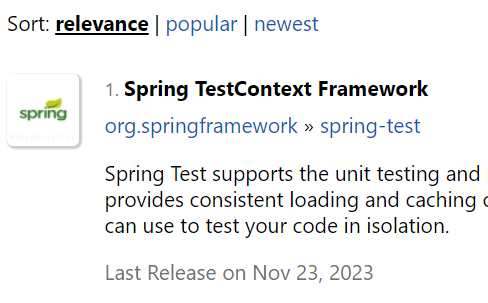 Sort: relevance | popular | newest
spring
1. Spring TestContext Framework
org.springframework » spring-test
Spring Test supports the unit testing and
provides consistent loading and caching
can use to test your code in isolation.
Last Release on Nov 23, 2023